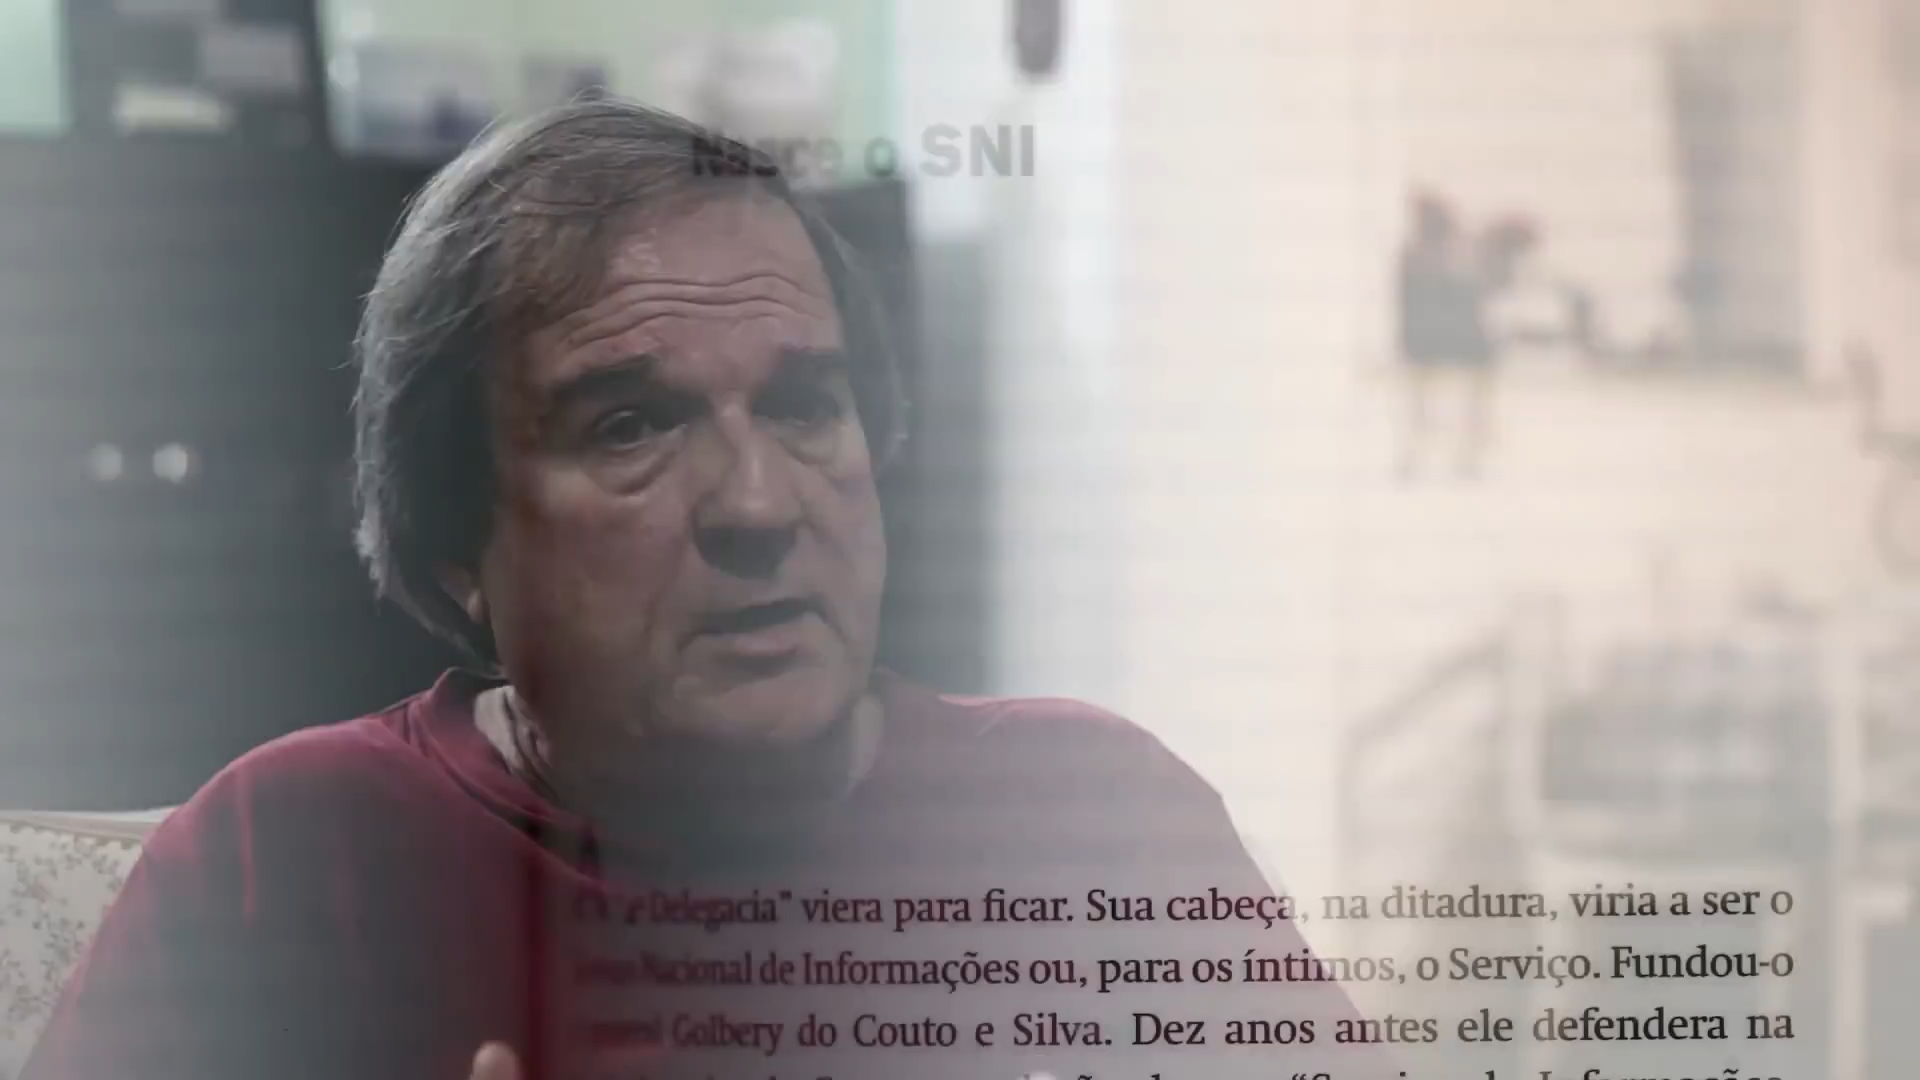 Nasce o SNI
Delegacia" viera para ficar. Sua cabeça, na ditadura, viria a ser o
Nacional de Informações ou, para os íntimos, o Serviço. Fundou-o
Golbery do Couto e Silva. Dez anos antes ele defendera na